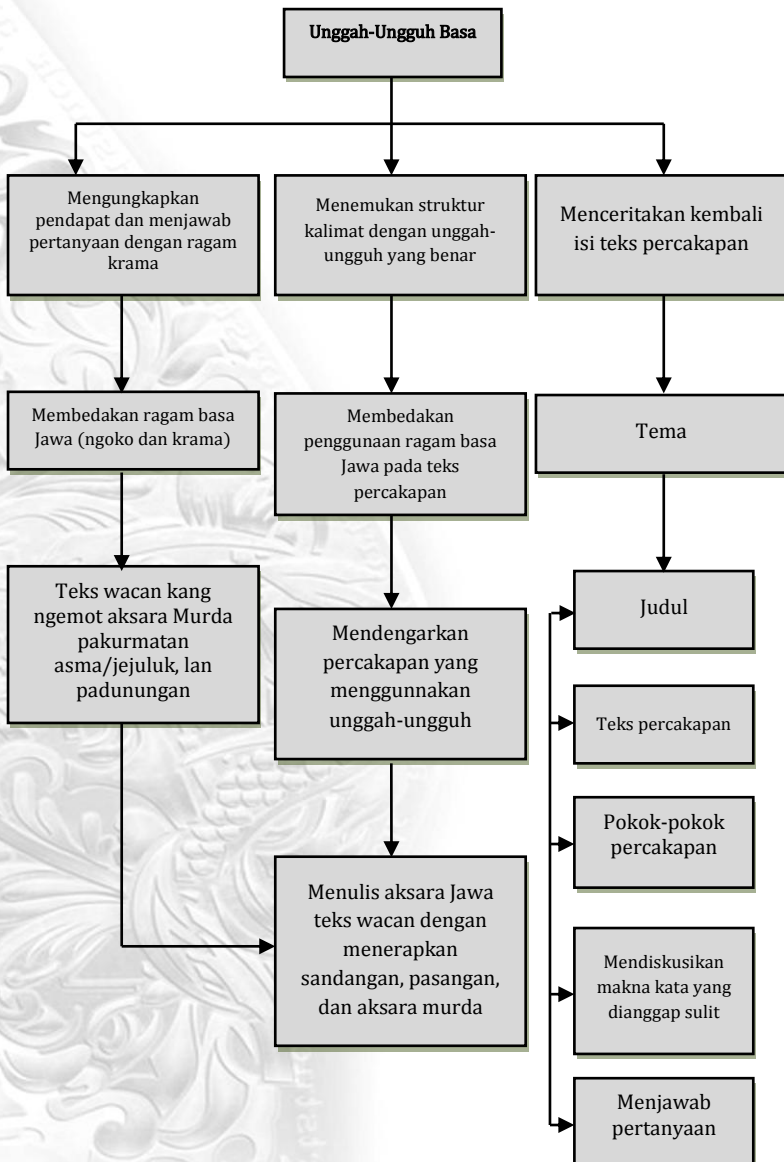 Unggah-Ungguh Basa
Mengungkapkan
pendapat dan menjawab
pertanyaan dengan ragam
krama
Menemukan struktur
kalimat dengan unggah-
ungguh yang benar
Menceritakan kembali
isi teks percakapan
Membedakan ragam basa
Jawa (ngoko dan krama)
Membedakan
penggunaan ragam basa
Jawa pada teks
percakapan
Tema
Teks wacan kang
ngemot aksara Murda
pakurmatan
asma/jejuluk, lan
padunungan
Mendengarkan
percakapan yang
menggunnakan
unggah-ungguh
Judul
Teks percakapan
Pokok-pokok
percakapan
Menulis aksara Jawa
teks wacan dengan
menerapkan
sandangan, pasangan,
dan aksara murda
Mendiskusikan
makna kata yang
dianggap sulit
Menjawab
pertanyaan